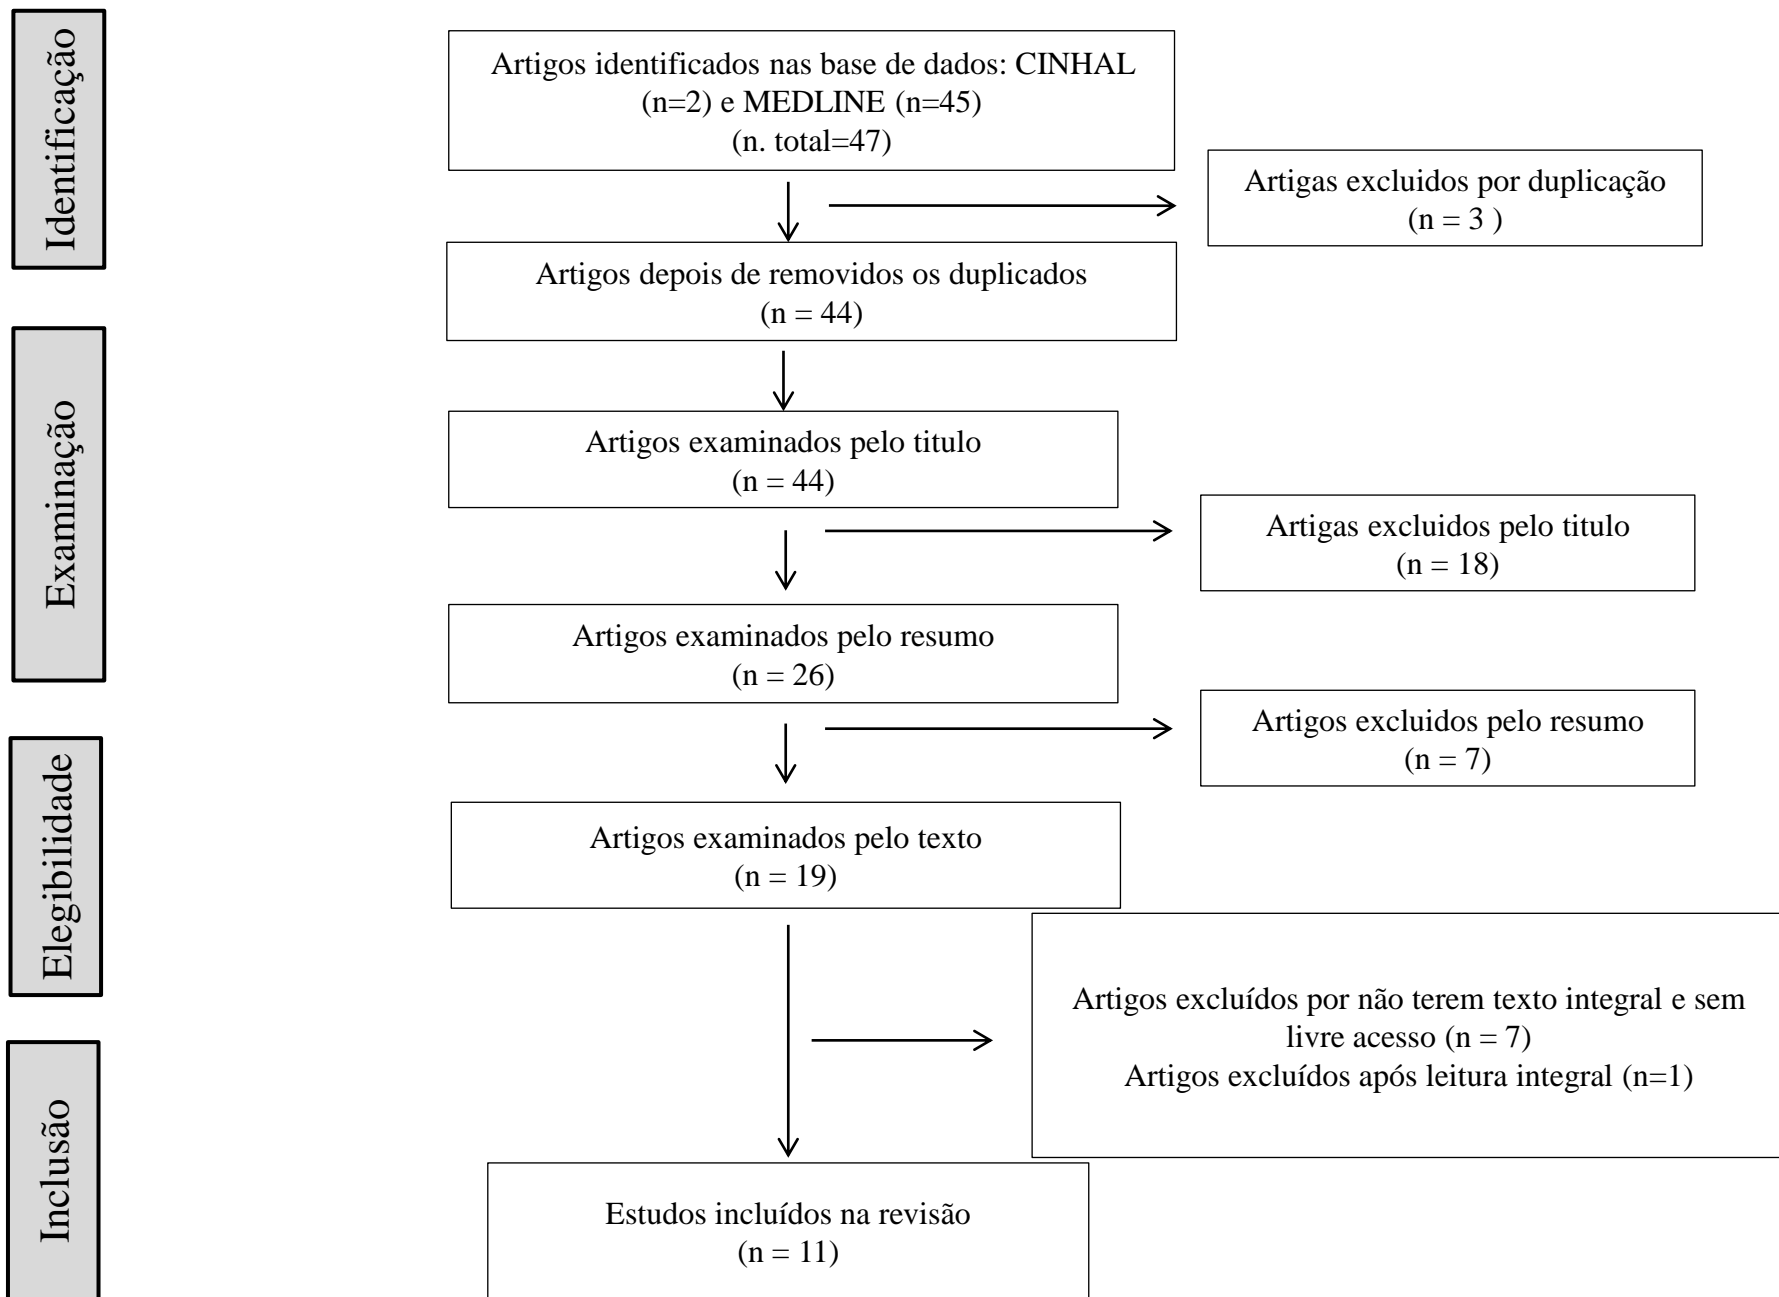 Identificação
Artigos identificados nas base de dados: CINHAL
(n=2) e MEDLINE (n=45)
(n. total=47)
Artigas excluidos por duplicação
(n = 3 )
Artigos depois de removidos os duplicados
(n = 44)
Examinação
Artigos examinados pelo titulo
(n = 44)
Artigas excluidos pelo titulo
(n = 18)
Artigos examinados pelo resumo
(n = 26)
Artigos excluidos pelo resumo
(n = 7)
Elegibilidade
Artigos examinados pelo texto
(n = 19)
Artigos excluídos por não terem texto integral e sem
livre acesso (n = 7)
Artigos excluídos após leitura integral (n=1)
Inclusão
Estudos incluídos na revisão
(n = 11)